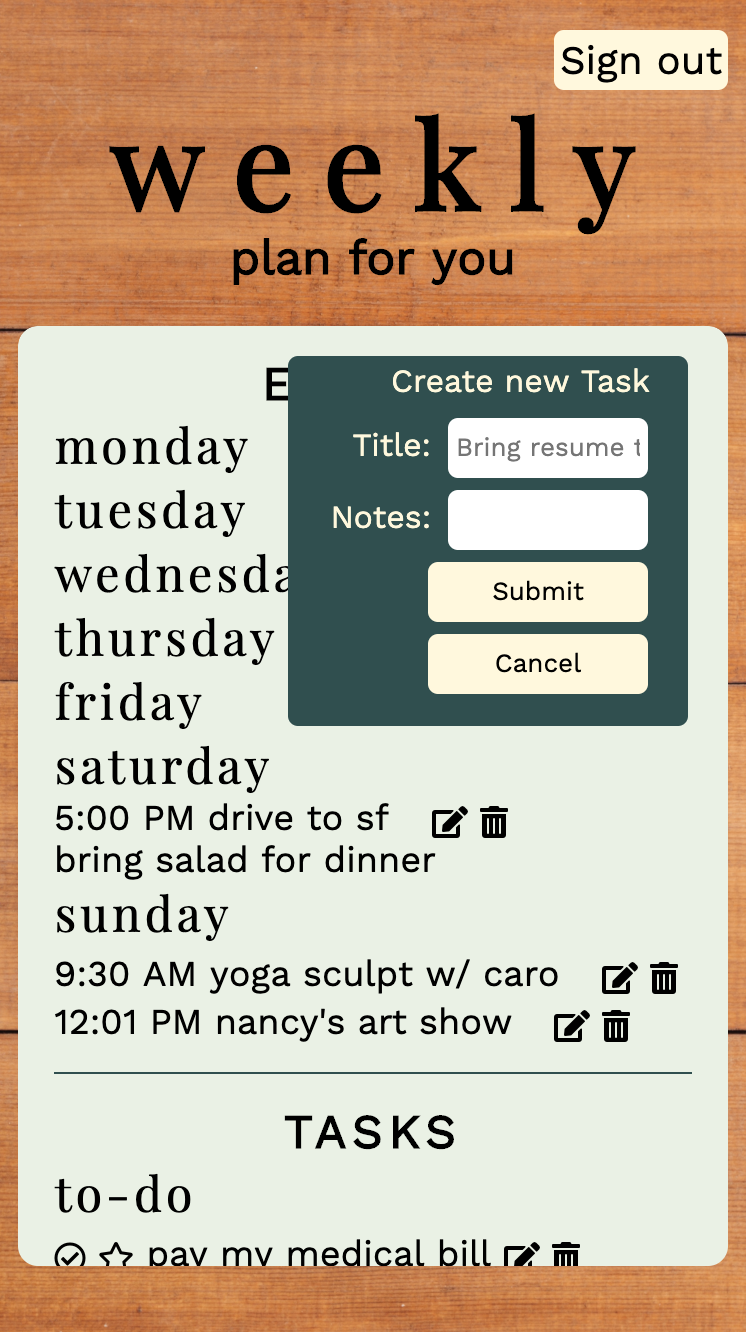 Sign out
weekly
plan for you
Create new Task
Title: Bring resume t
Notes:
Submit
Cancel
monday
tuesday
wednesda
thursday
friday
saturday
5:00 PM drive to sf
bring salad for dinner
sunday
9:30 AM yoga sculpt w/ caro
12:01 PM nancy's art show
TASKS
to-do
pay my medical bill